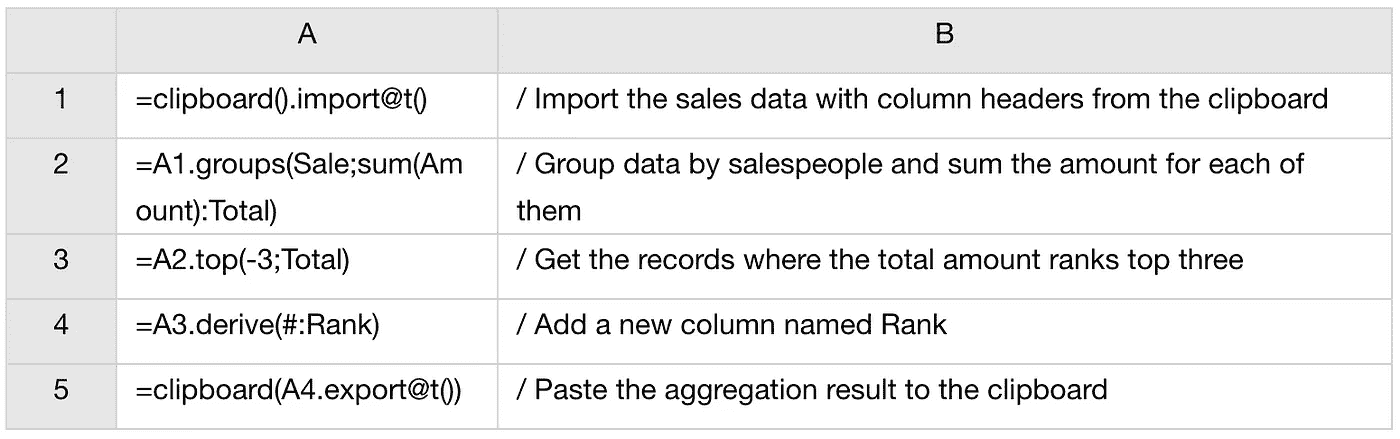 A B
1 =clipboard().import@t() / Import the sales data with column headers from the clipboard
2 =A1.groups(Sale;sum(Am / Group data by salespeople and sum the amount for each of
ount):Total) them
3 =A2.top(-3;Total) / Get the records where the total amount ranks top three
4 =A3.derive(#:Rank) / Add a new column named Rank
5 =clipboard(A4.export@t()) / Paste the aggregation result to the clipboard